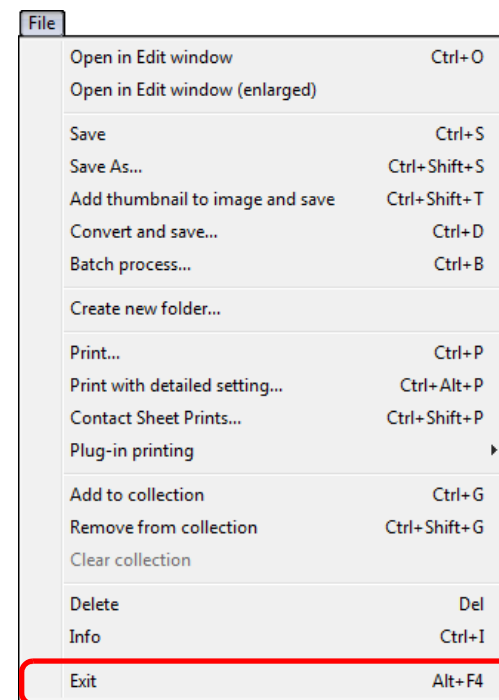 File
Open in Edit window Ctrl+O
Open in Edit window (enlarged)
Save Ctrl+S
Save As... Ctrl+Shift+S
Add thumbnail to image and save Ctrl+Shift+T
Convert and save... Ctrl+D
Batch process... Ctrl+B
Create new folder...
Print... Ctrl+P
Print with detailed setting... Ctrl+Alt+P
Contact Sheet Prints... Ctrl+Shift+P
Plug-in printing
Add to collection Ctrl+G
Remove from collection Ctrl+Shift+G
Clear collection
Delete Del
Info Ctrl+I
Exit Alt+F4